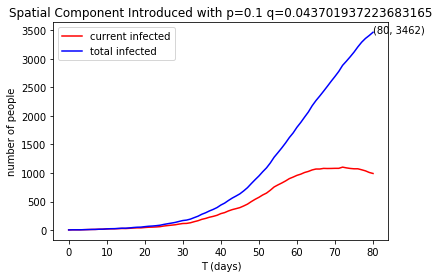 Spatial Component Introduced with p=0.1 q=0.043701937223683165
current infected
total infected
(80, 3462)
number of people
3500
3000
2500
2000
1500
1000
500
0
0 10 20 30 40 50 60 70 80
T (days)